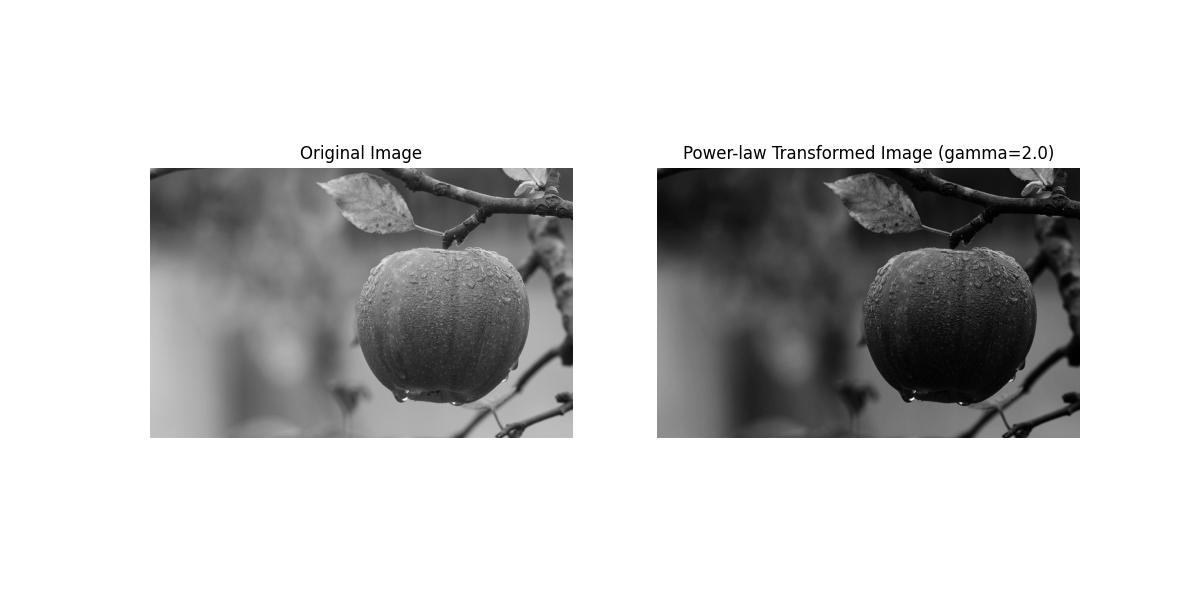 Original Image
Power-law Transformed Image (gamma=2.0)